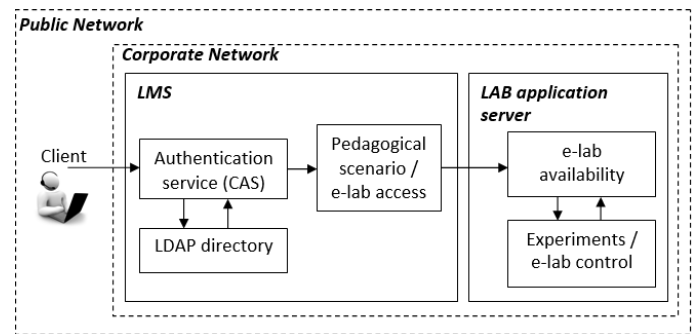 Public Network
Corporate Network
LMS
LAB application
server
Client
Authentication
service (CAS)
Pedagogical
scenario /
e-lab access
e-lab
availability
LDAP directory
Experiments /
e-lab control